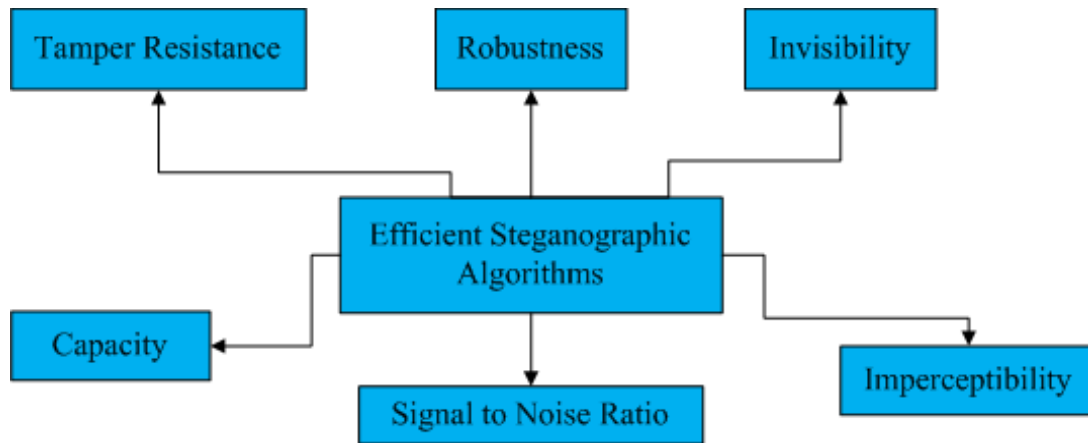 Tamper Resistance
Robustness
Invisibility
Efficient Steganographic
Algorithms
Capacity
Imperceptibility
Signal to Noise Ratio